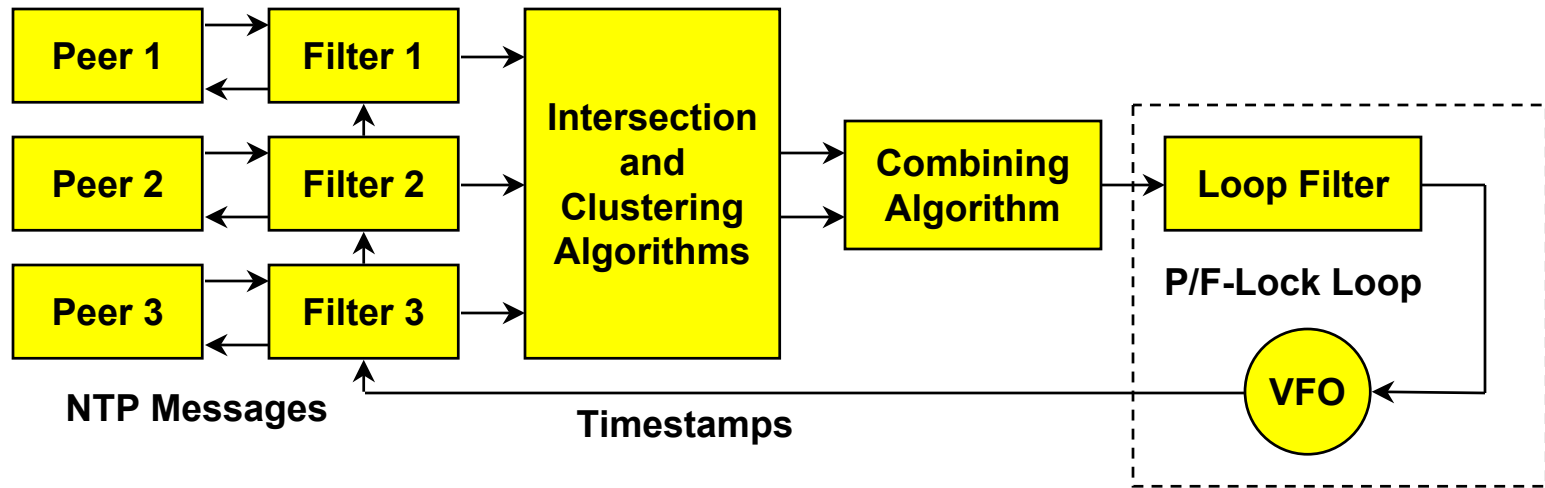 Peer 1
Filter 1
Peer 2
Filter 2
Peer 3
Filter 3
NTP Messages
Intersection
and
Clustering
Algorithms
Combining
Algorithm
Loop Filter
P/F-Lock Loop
VFO
Timestamps